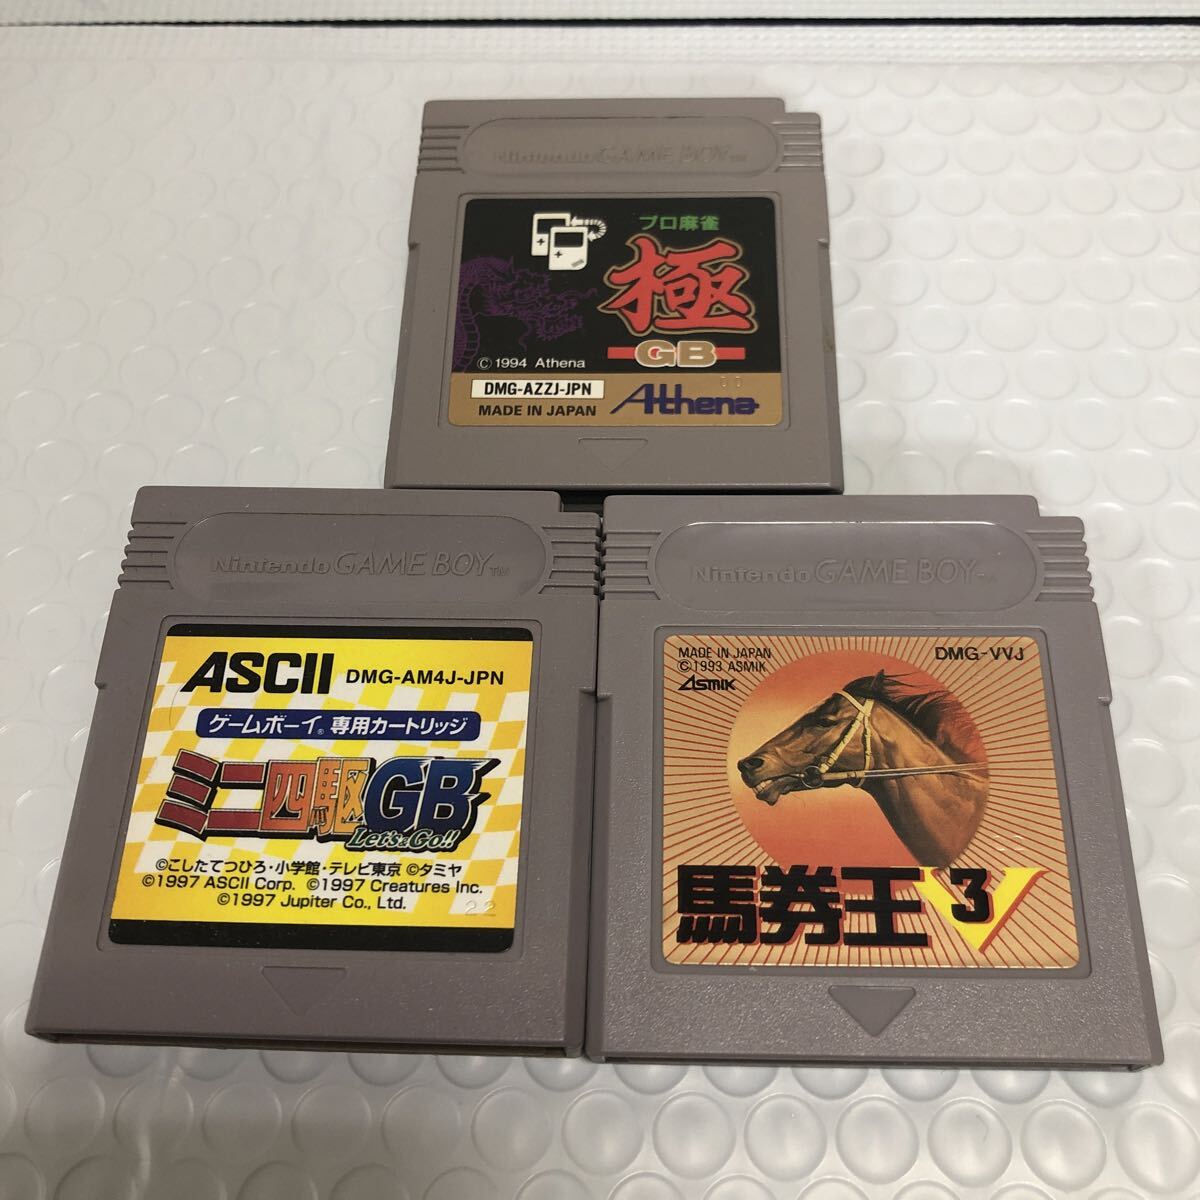 Nintendo GAME BOY™
プロ麻雀
極
GB
©1994 Athena
DMG-AZZJ-JPN
MADE IN JAPAN
Athena
Nintendo GAME BOY™
ASCII DMG-AM4J-JPN
ゲームボーイ® 専用カートリッジ
ミニ四駆GB
Let's&Go!!
©こしたてつひろ・小学館・テレビ東京 ©タミヤ
©1997 ASCII Corp. ©1997 Creatures Inc.
©1997 Jupiter Co., Ltd.
22
Nintendo GAME BOY™
MADE IN JAPAN
©1993 ASMIK
ASMIK
DMG-VVJ
馬券王V3